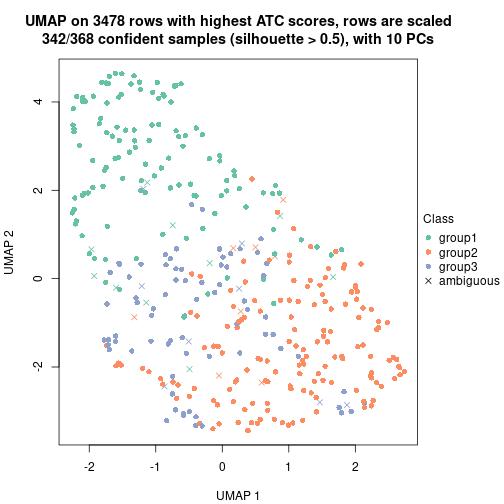 UMAP on 3478 rows with highest ATC scores, rows are scaled
342/368 confident samples (silhouette > 0.5), with 10 PCs
4
2
0
-2
UMAP 2
-2
-1
0
1
2
UMAP 1
Class
group1
group2
group3
ambiguous